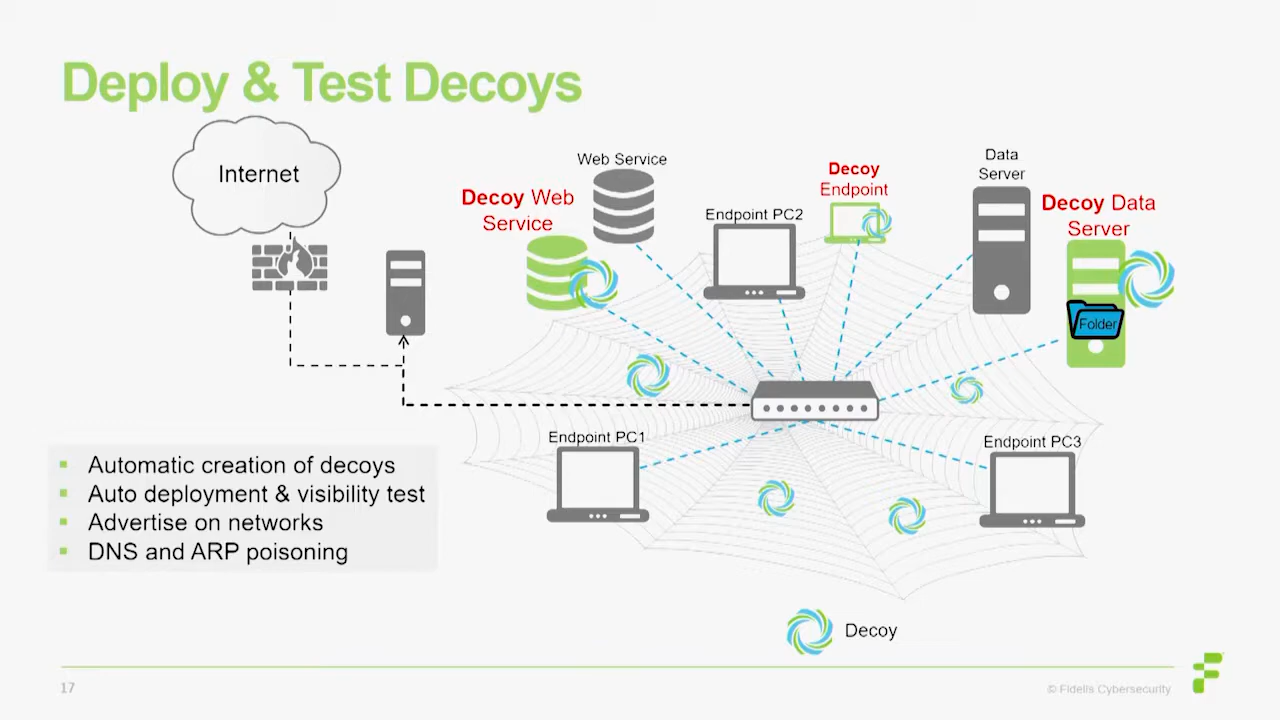 Deploy & Test Decoys
Internet
Web Service
Decoy Web
Service
Endpoint PC2
Decoy
Endpoint
Data
Server
Decoy Data
Server
Folder
Endpoint PC1
Endpoint PC3
Automatic creation of decoys
Auto deployment & visibility test
Advertise on networks
DNS and ARP poisoning
Decoy
17
© Fidelis Cybersecurity